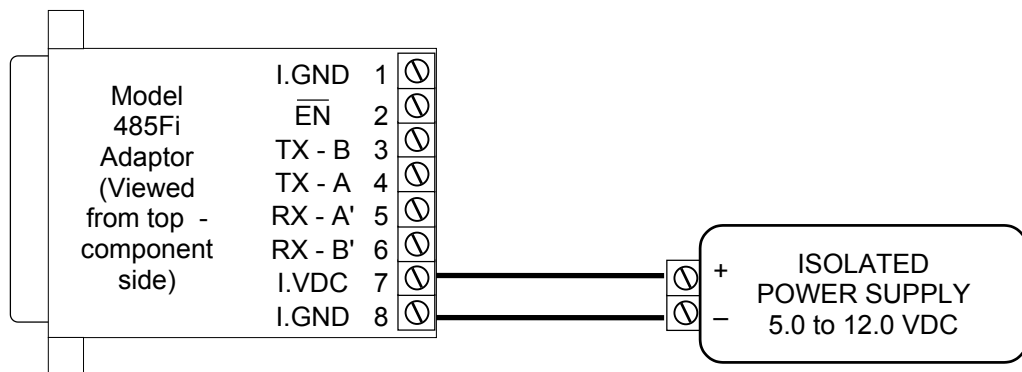 Model
485Fi
Adaptor
(Viewed
from top -
component
side)
I.GND 1
E̅N̅ 2
TX - B 3
TX - A 4
RX - A' 5
RX - B' 6
I.VDC 7
I.GND 8
+
–
ISOLATED
POWER SUPPLY
5.0 to 12.0 VDC